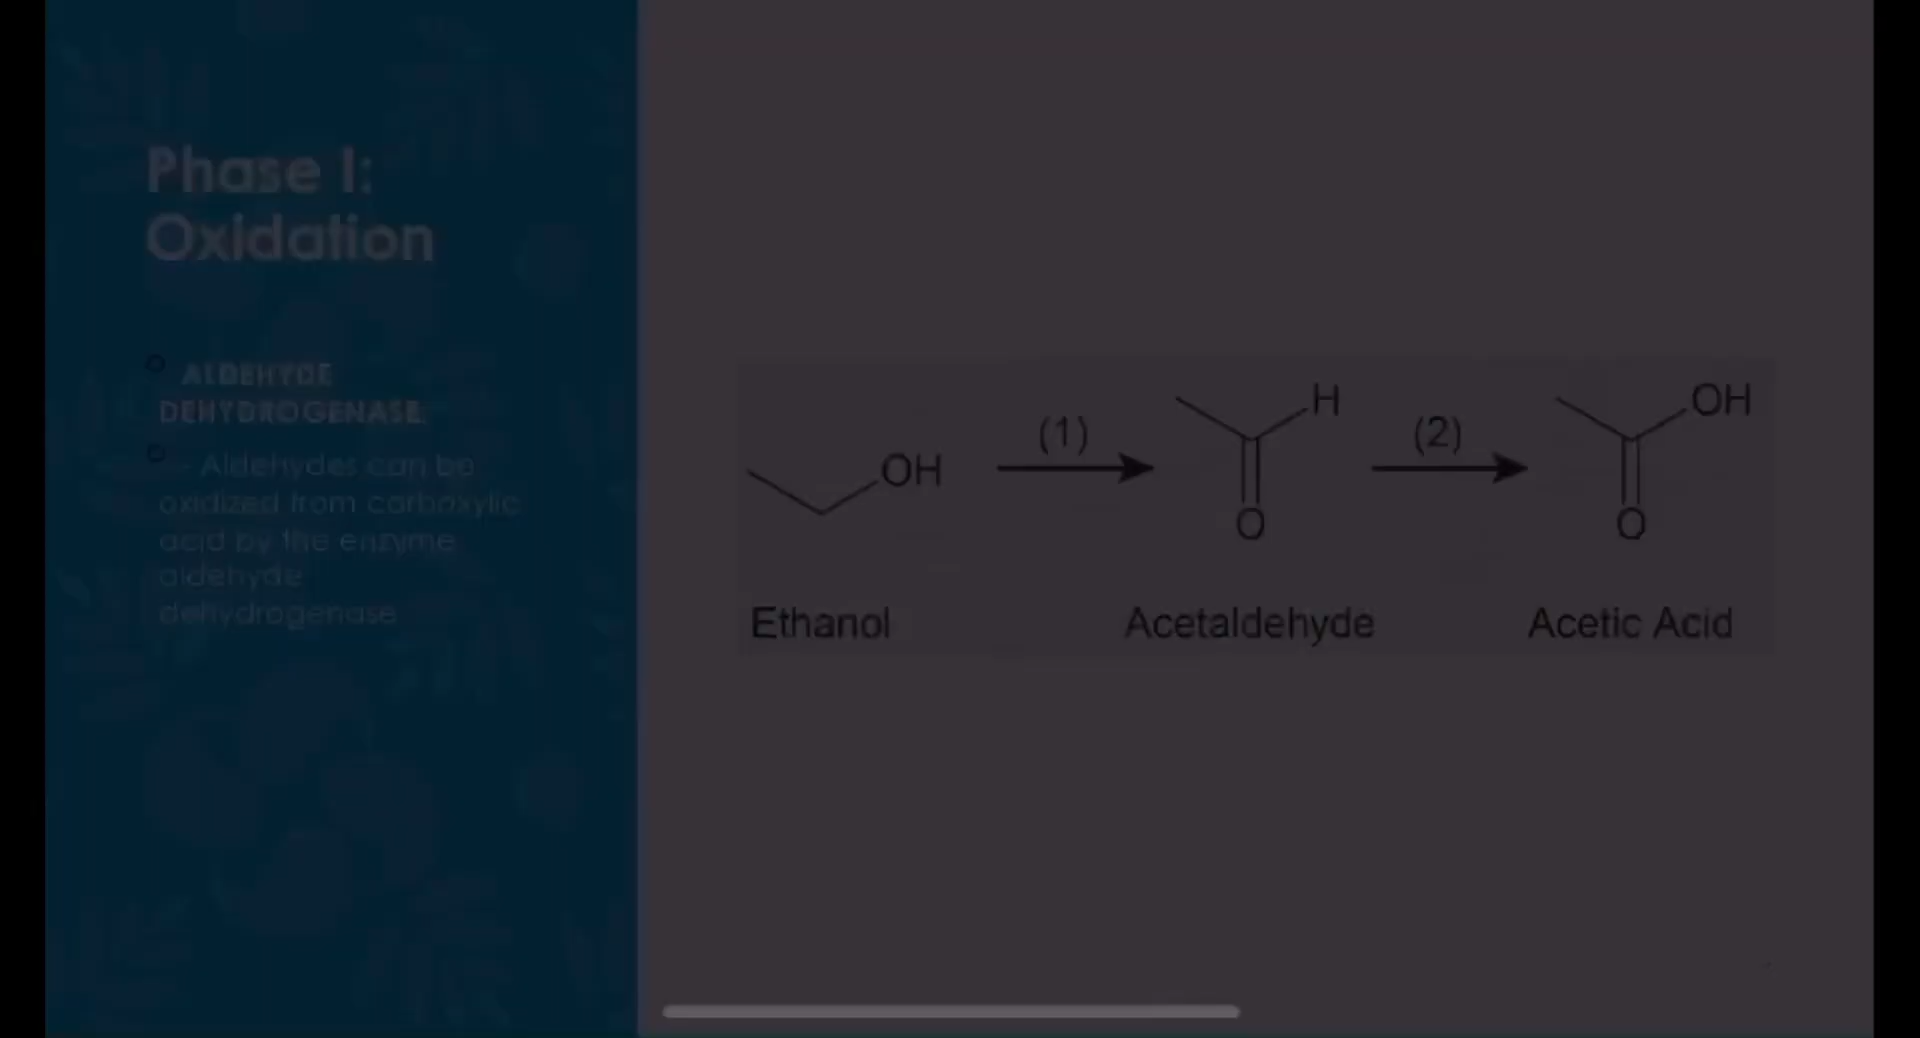 Phase I:
Oxidation
ALDEHYDE
DEHYDROGENASE
– Aldehydes can be
oxidized from carboxylic
acid by the enzyme
aldehyde
dehydrogenase
OH
(1)
H
O
(2)
OH
O
Ethanol
Acetaldehyde
Acetic Acid